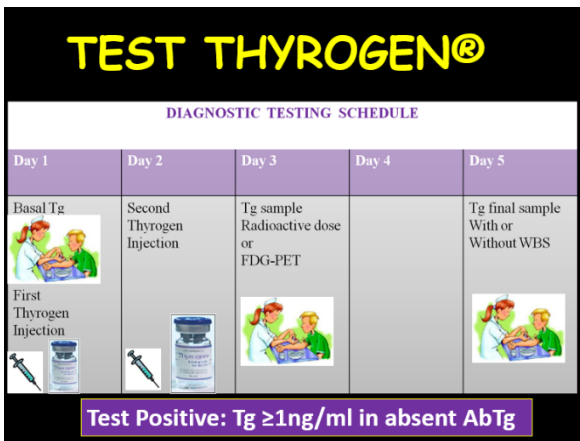 TEST THYROGEN®
DIAGNOSTIC TESTING SCHEDULE
Day 1
Day 2
Day 3
Day 4
Day 5
Basal Tg
First
Thyrogen
Injection
Second
Thyrogen
Injection
Tg sample
Radioactive dose
or
FDG-PET
Tg final sample
With or
Without WBS
Test Positive: Tg ≥1ng/ml in absent AbTg